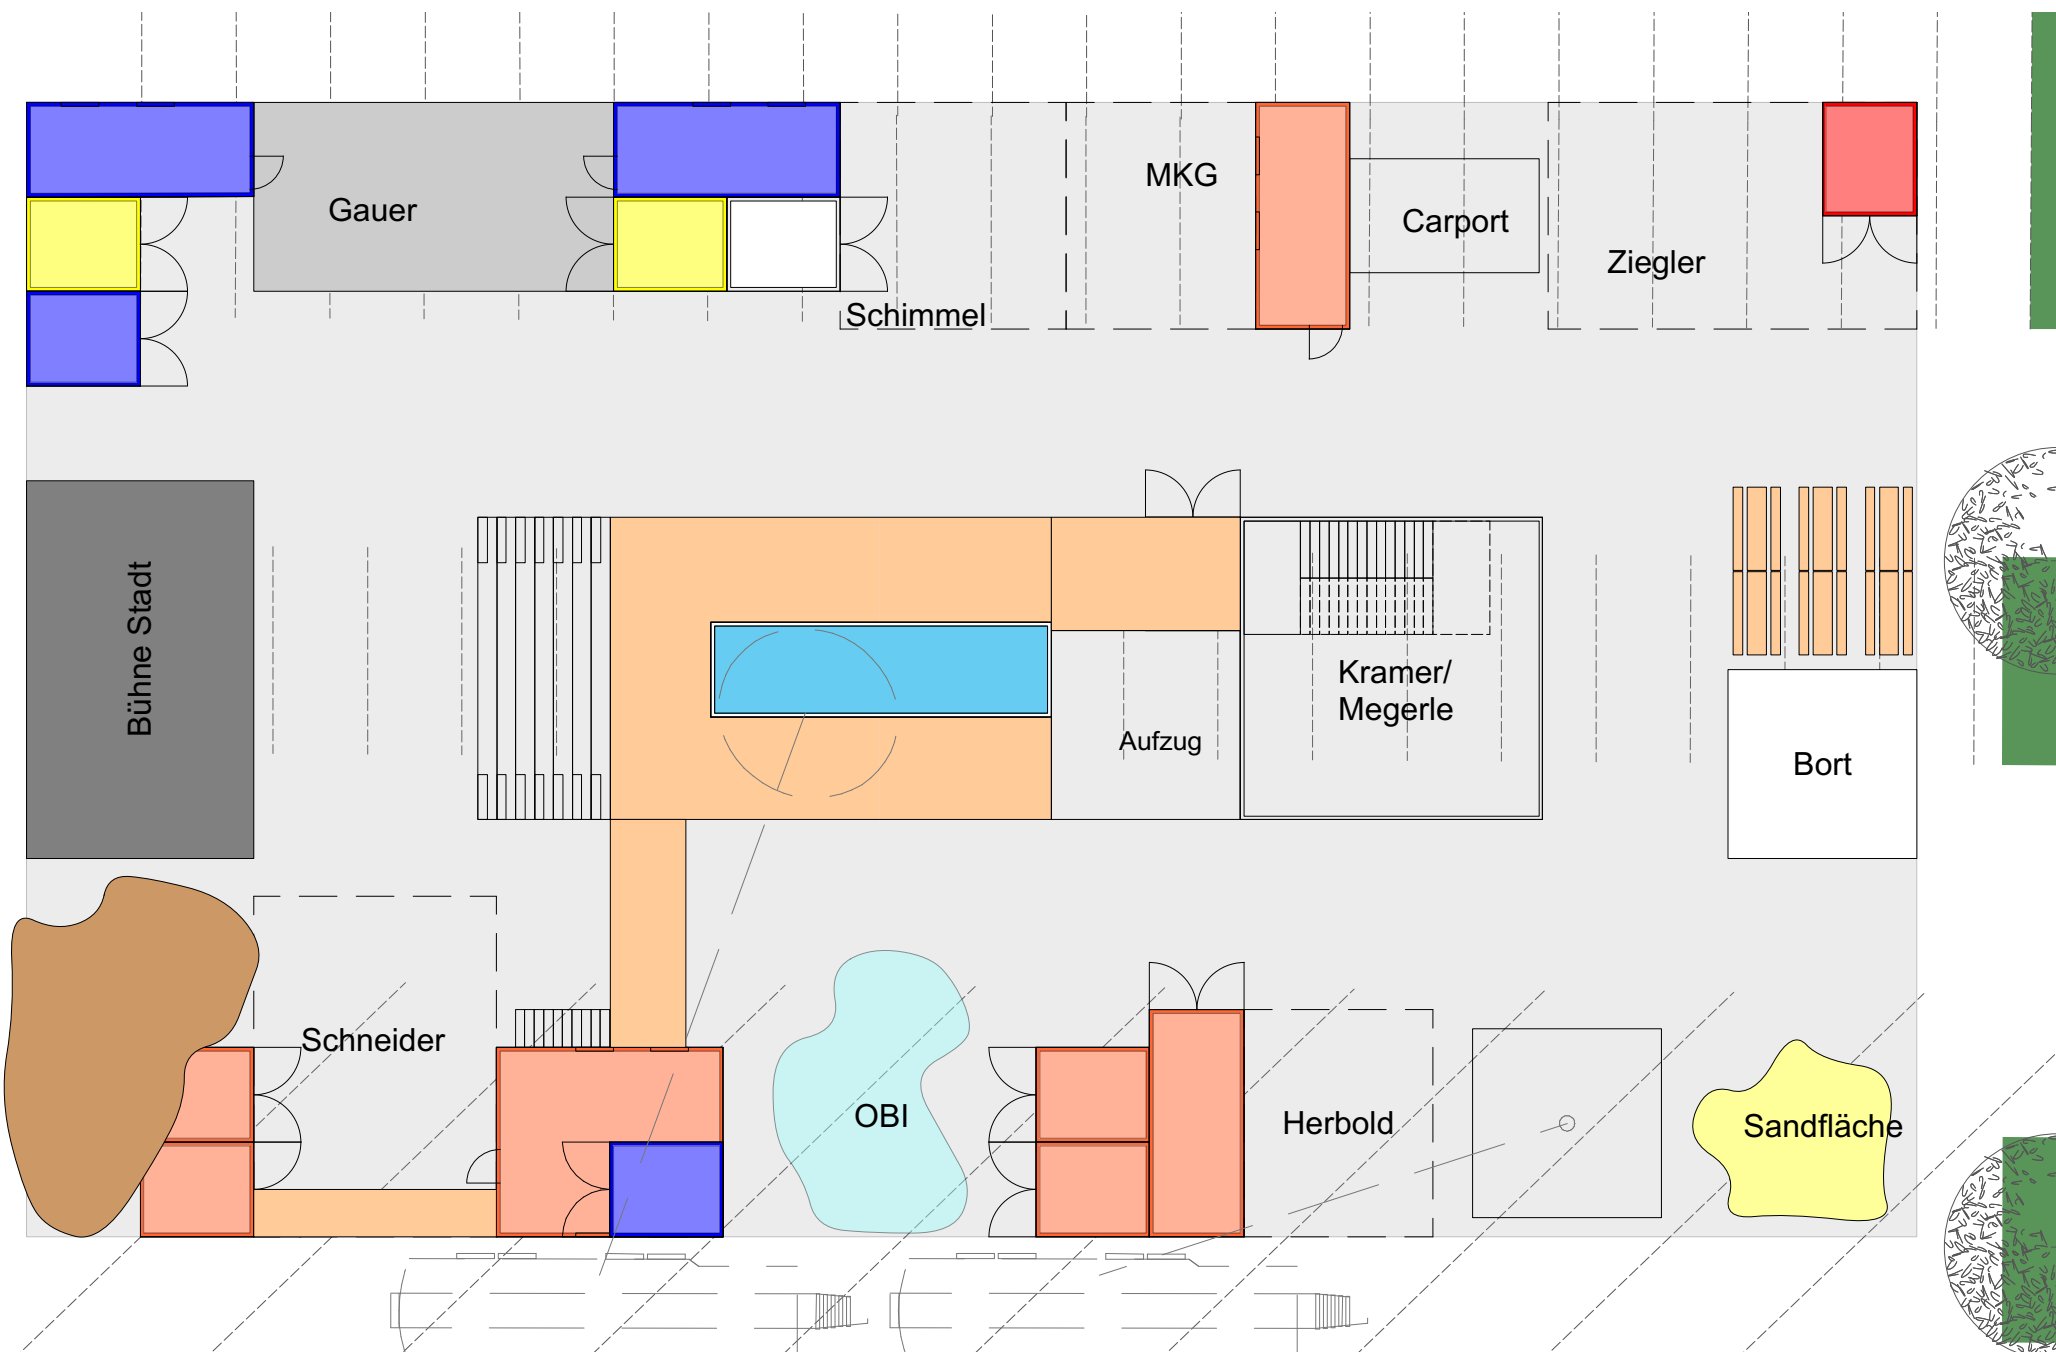 MKG
Gauer
Carport
Ziegler
Schimmel
Bühne Stadt
Kramer/
Megerle
Aufzug
Bort
Schneider
OBI
Herbold
Sandfläche